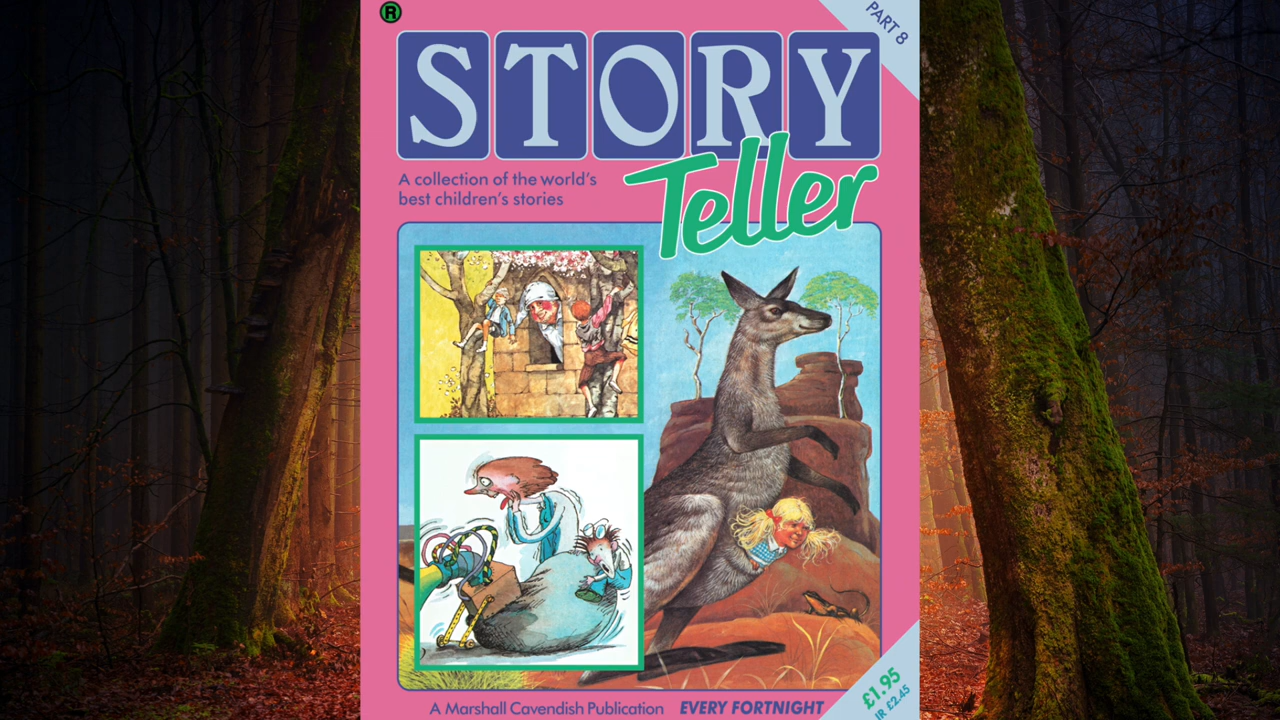 ®
PART 8
STORY
Teller
A collection of the world's
best children's stories
£1.95
IR £2.45
A Marshall Cavendish Publication EVERY FORTNIGHT